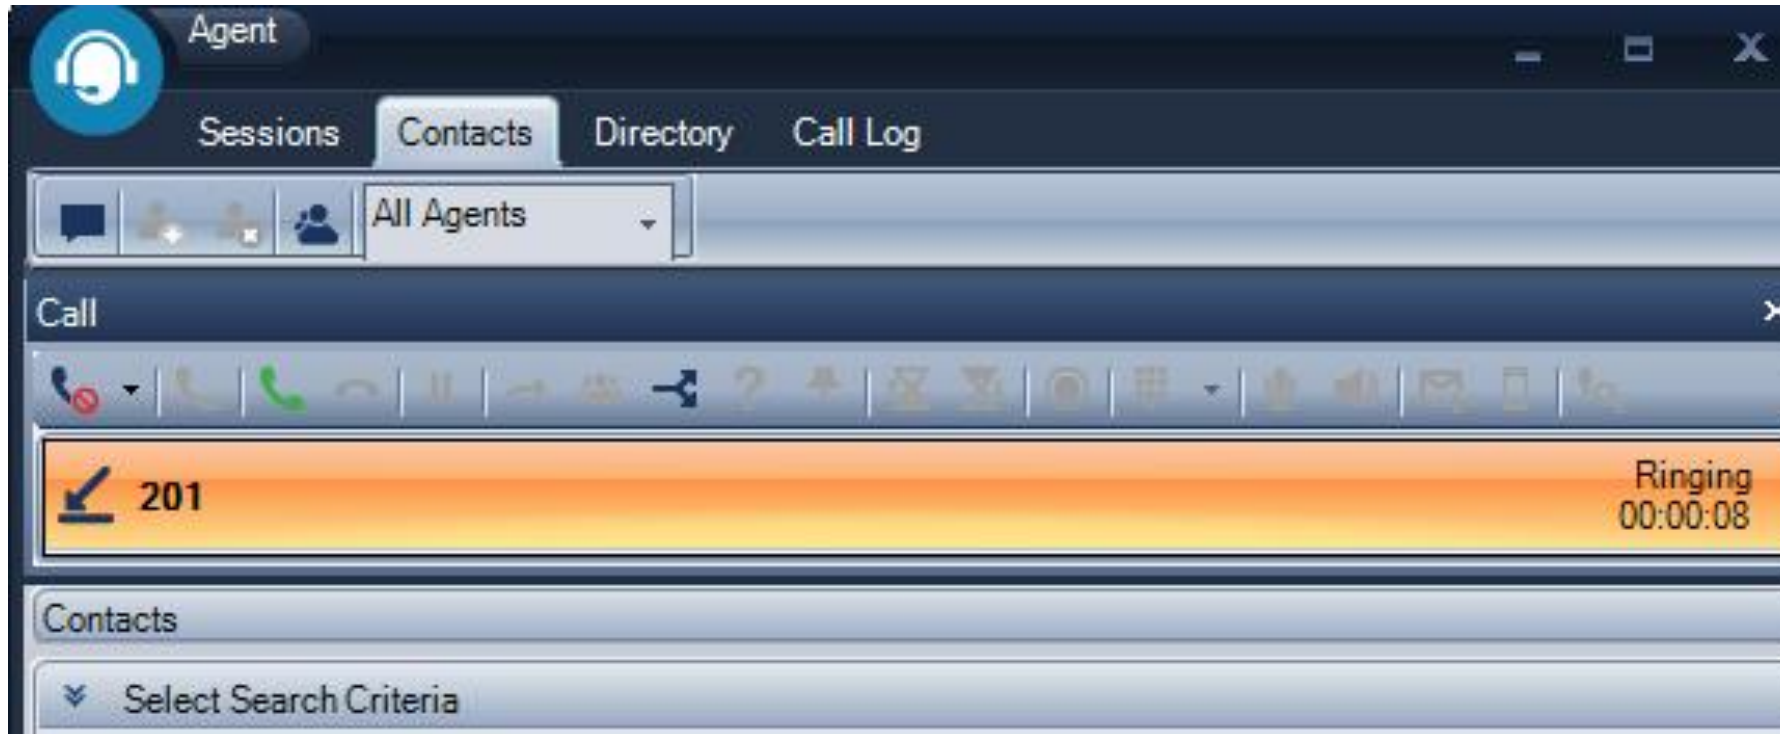 Agent
Sessions Contacts Directory Call Log
All Agents
Call
201
Ringing
00:00:08
Contacts
Select Search Criteria